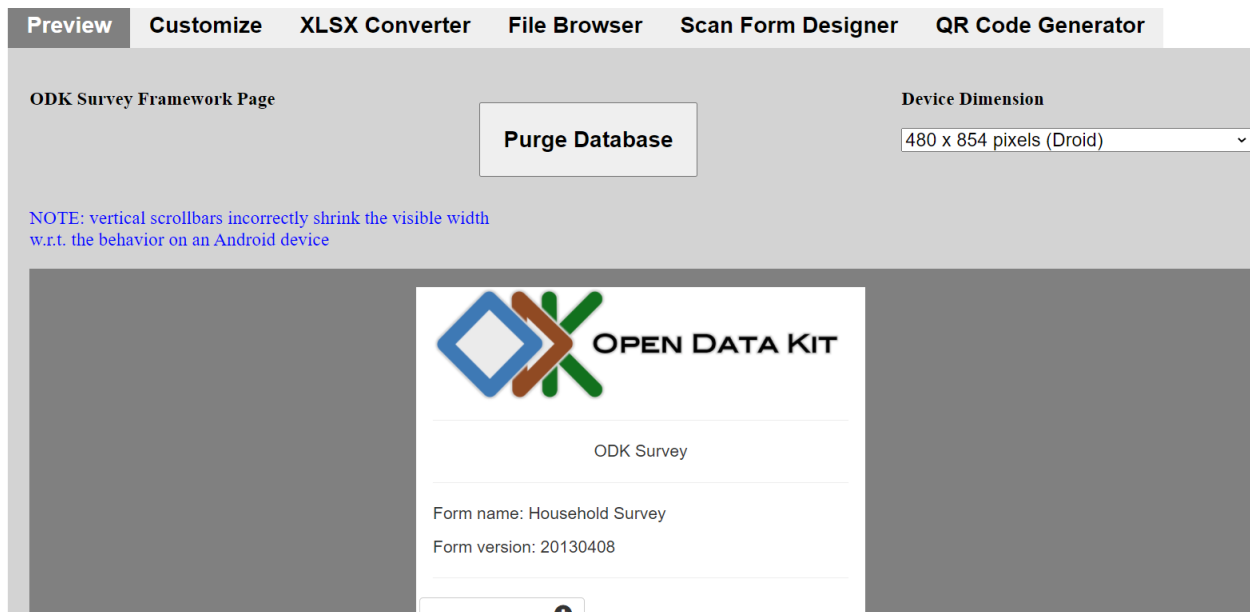 Preview Customize XLSX Converter File Browser Scan Form Designer QR Code Generator
ODK Survey Framework Page
Purge Database
Device Dimension
480 x 854 pixels (Droid)
NOTE: vertical scrollbars incorrectly shrink the visible width
w.r.t. the behavior on an Android device
OPEN DATA KIT
ODK Survey
Form name: Household Survey
Form version: 20130408